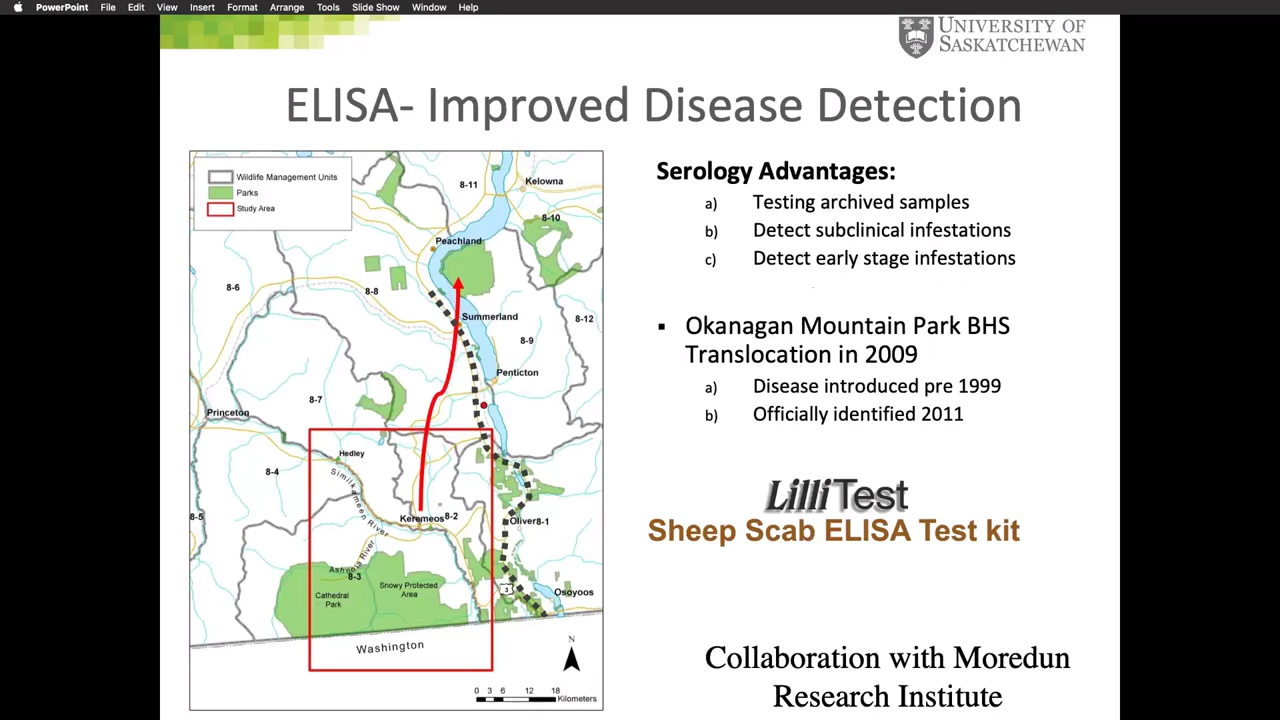 PowerPoint File Edit View Insert Format Arrange Tools Slide Show Window Help
UNIVERSITY OF
SASKATCHEWAN
ELISA- Improved Disease Detection
Wildlife Management Units
Parks
Study Area
8-11
Kelowna
8-10
Peachland
8-6
8-8
Summerland
8-12
8-9
Penticton
8-7
Princeton
Hedley
8-4
Similkameen River
8-5
Keremeos
8-2
Oliver
8-1
Ashnola River
8-3
Snowy Protected
Area
Cathedral
Park
3
Osoyoos
Washington
N
0 3 6 12 18
Kilometers
Serology Advantages:
a) Testing archived samples
b) Detect subclinical infestations
c) Detect early stage infestations
▪ Okanagan Mountain Park BHS
Translocation in 2009
a) Disease introduced pre 1999
b) Officially identified 2011
LilliTest
Sheep Scab ELISA Test kit
Collaboration with Moredun
Research Institute